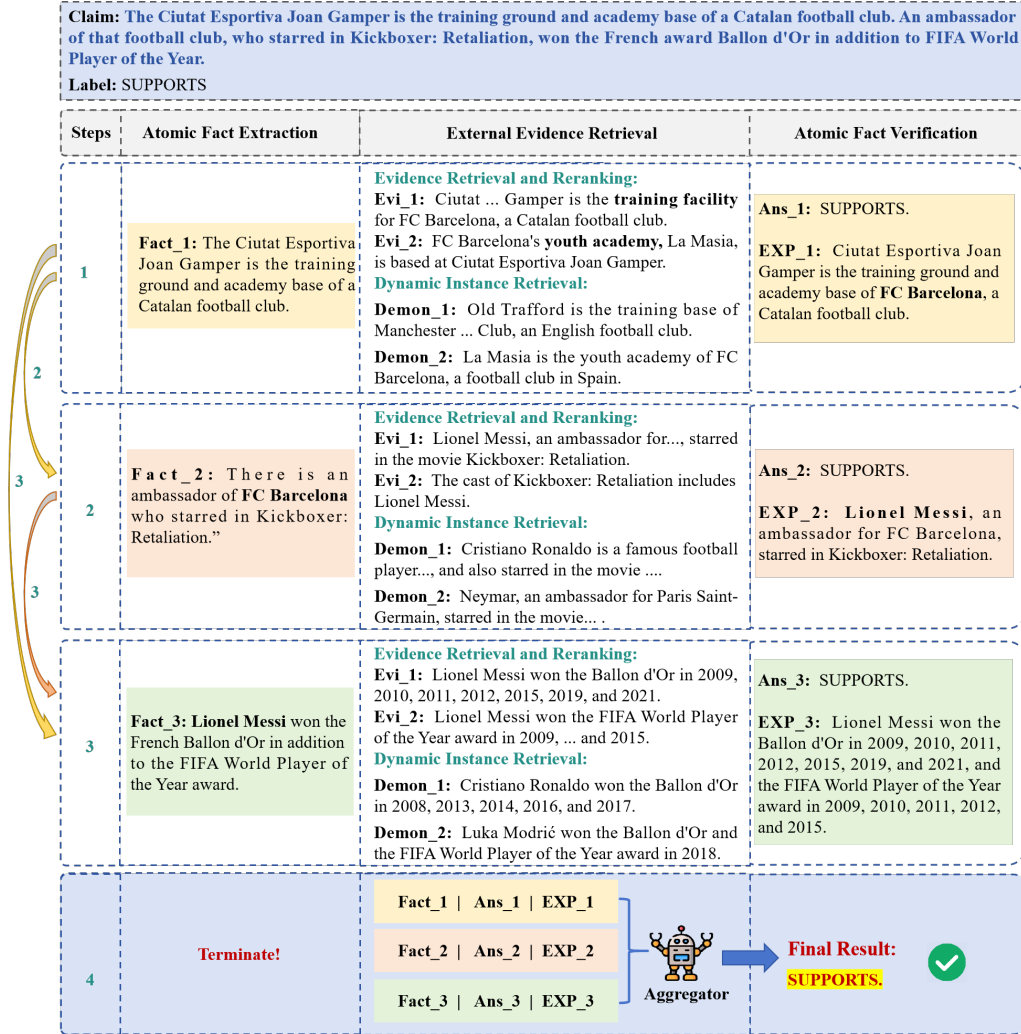 Claim: The Ciutat Esportiva Joan Gamper is the training ground and academy base of a Catalan football club. An ambassador
of that football club, who starred in Kickboxer: Retaliation, won the French award Ballon d'Or in addition to FIFA World
Player of the Year.
Label: SUPPORTS
Steps
Atomic Fact Extraction
External Evidence Retrieval
Atomic Fact Verification
1
Fact_1: The Ciutat Esportiva
Joan Gamper is the training
ground and academy base of a
Catalan football club.
Evidence Retrieval and Reranking:
Evi_1: Ciutat ... Gamper is the training facility
for FC Barcelona, a Catalan football club.
Evi_2: FC Barcelona's youth academy, La Masia,
is based at Ciutat Esportiva Joan Gamper.
Dynamic Instance Retrieval:
Demon_1: Old Trafford is the training base of
Manchester ... Club, an English football club.
Demon_2: La Masia is the youth academy of FC
Barcelona, a football club in Spain.
Ans_1: SUPPORTS.
EXP_1: Ciutat Esportiva Joan
Gamper is the training ground and
academy base of FC Barcelona, a
Catalan football club.
2
3
3
2
Fact_2: There is an
ambassador of FC Barcelona
who starred in Kickboxer:
Retaliation.”
Evidence Retrieval and Reranking:
Evi_1: Lionel Messi, an ambassador for..., starred
in the movie Kickboxer: Retaliation.
Evi_2: The cast of Kickboxer: Retaliation includes
Lionel Messi.
Dynamic Instance Retrieval:
Demon_1: Cristiano Ronaldo is a famous football
player..., and also starred in the movie ....
Demon_2: Neymar, an ambassador for Paris Saint-
Germain, starred in the movie... .
Ans_2: SUPPORTS.
EXP_2: Lionel Messi, an
ambassador for FC Barcelona,
starred in Kickboxer: Retaliation.
3
Fact_3: Lionel Messi won the
French Ballon d'Or in addition
to the FIFA World Player of
the Year award.
Evidence Retrieval and Reranking:
Evi_1: Lionel Messi won the Ballon d'Or in 2009,
2010, 2011, 2012, 2015, 2019, and 2021.
Evi_2: Lionel Messi won the FIFA World Player
of the Year award in 2009, ... and 2015.
Dynamic Instance Retrieval:
Demon_1: Cristiano Ronaldo won the Ballon d'Or
in 2008, 2013, 2014, 2016, and 2017.
Demon_2: Luka Modrić won the Ballon d'Or and
the FIFA World Player of the Year award in 2018.
Ans_3: SUPPORTS.
EXP_3: Lionel Messi won the
Ballon d'Or in 2009, 2010, 2011,
2012, 2015, 2019, and 2021, and
the FIFA World Player of the Year
award in 2009, 2010, 2011, 2012,
and 2015.
4
Terminate!
Fact_1 | Ans_1 | EXP_1
Fact_2 | Ans_2 | EXP_2
Fact_3 | Ans_3 | EXP_3
Aggregator
Final Result:
SUPPORTS.